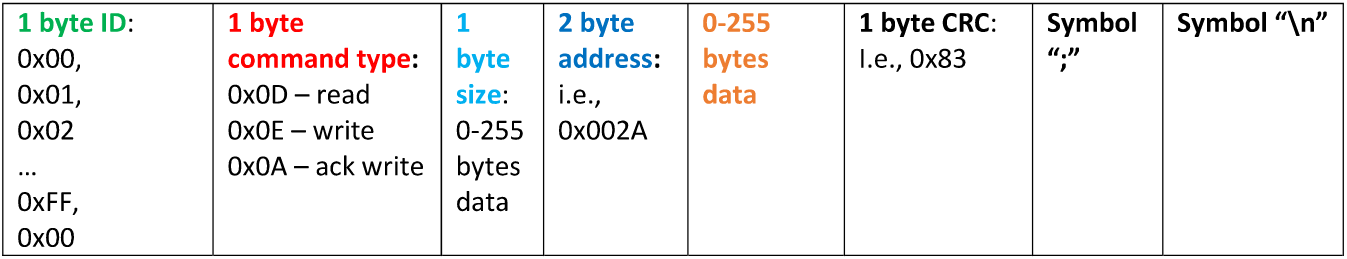 1 byte ID:
0x00,
0x01,
0x02
...
0xFF,
0x00
1 byte
command type:
0x0D – read
0x0E – write
0x0A – ack write
1
byte
size:
0-255
bytes
data
2 byte
address:
i.e.,
0x002A
0-255
bytes
data
1 byte CRC:
I.e., 0x83
Symbol
“;”
Symbol “\n”